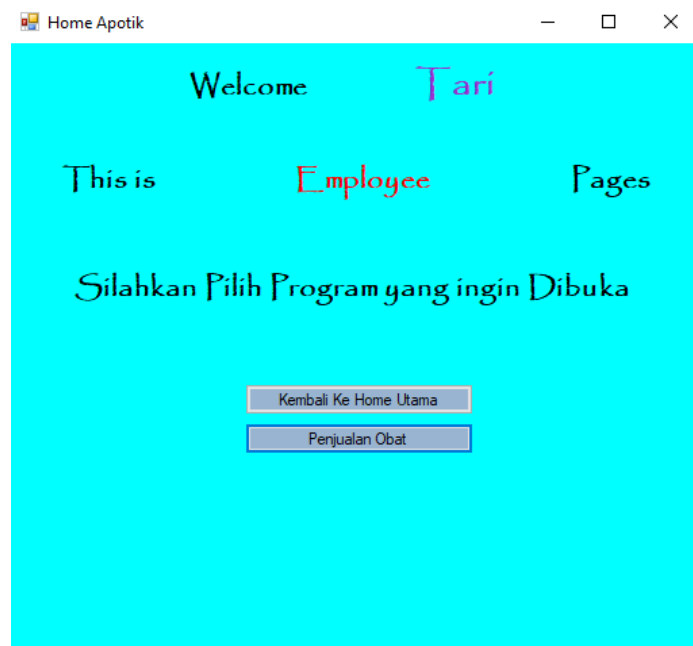 Home Apotik
Welcome Tari
This is Employee Pages
Silahkan Pilih Program yang ingin Dibuka
Kembali Ke Home Utama
Penjualan Obat